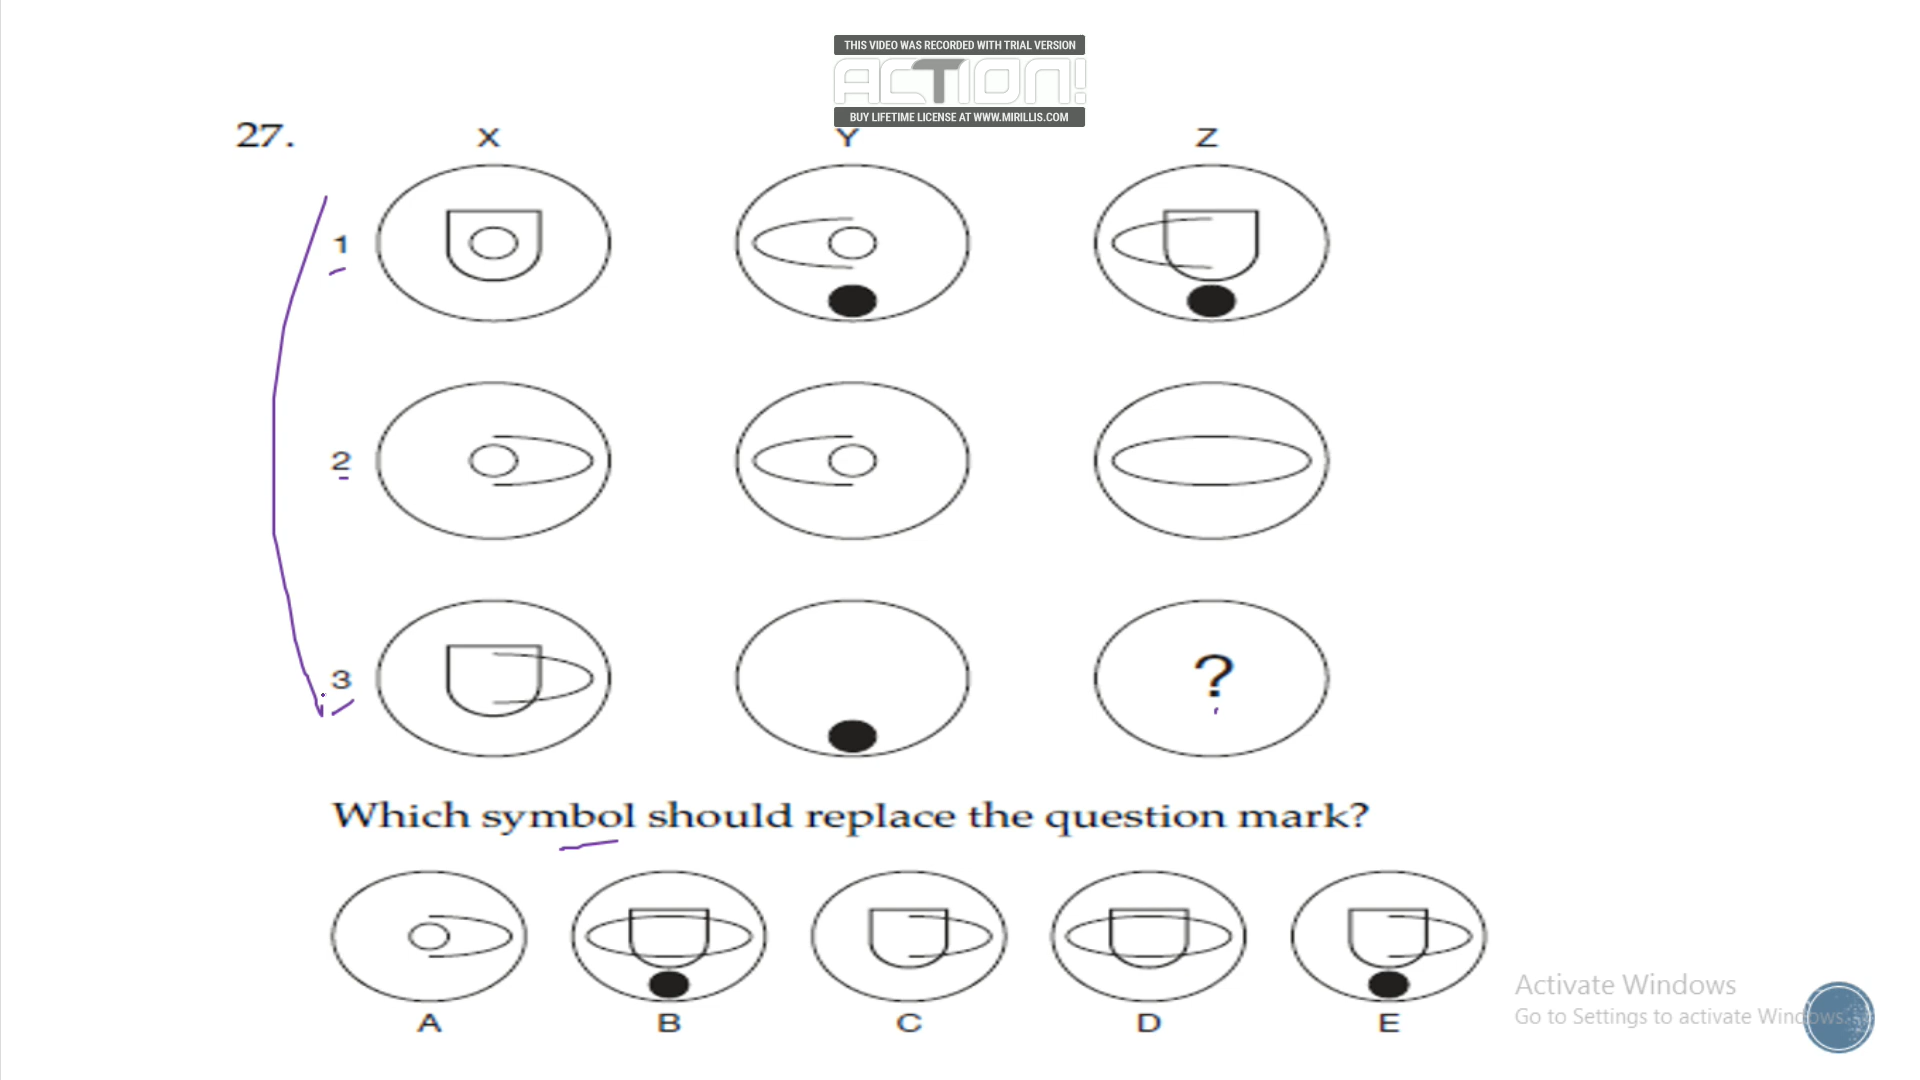 THIS VIDEO WAS RECORDED WITH TRIAL VERSION
ACTION!
BUY LIFETIME LICENSE AT WWW.MIRILLIS.COM
27. X Y Z
1
2
3 ?
Which symbol should replace the question mark?
A B C D E
Activate Windows
Go to Settings to activate Windows.